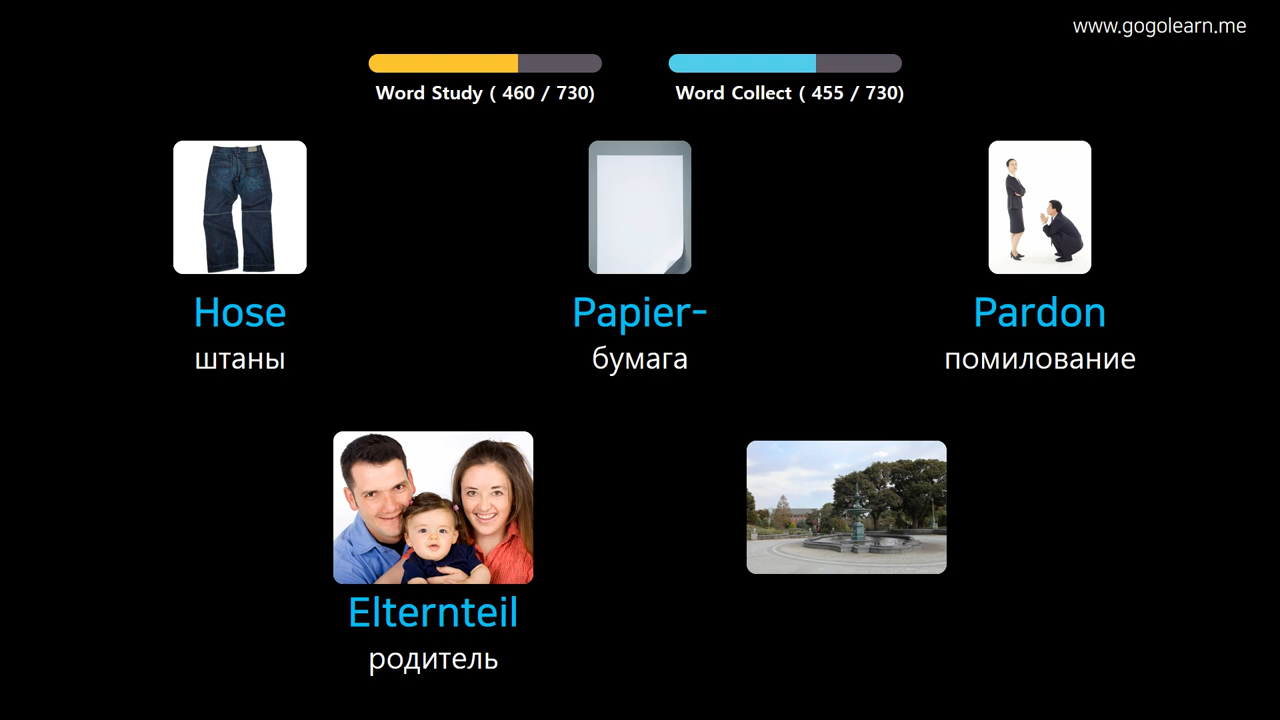 www.gogolearn.me
Word Study ( 460 / 730)
Word Collect ( 455 / 730)
Hose
Papier-
Pardon
штаны
бумага
помилование
Elternteil
родитель